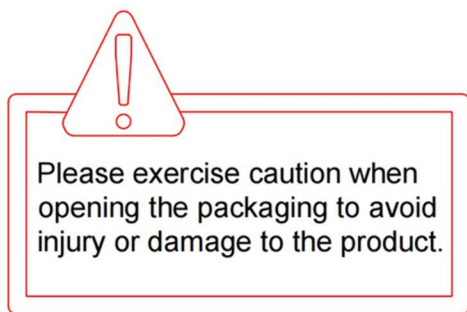 Please exercise caution when
opening the packaging to avoid
injury or damage to the product.